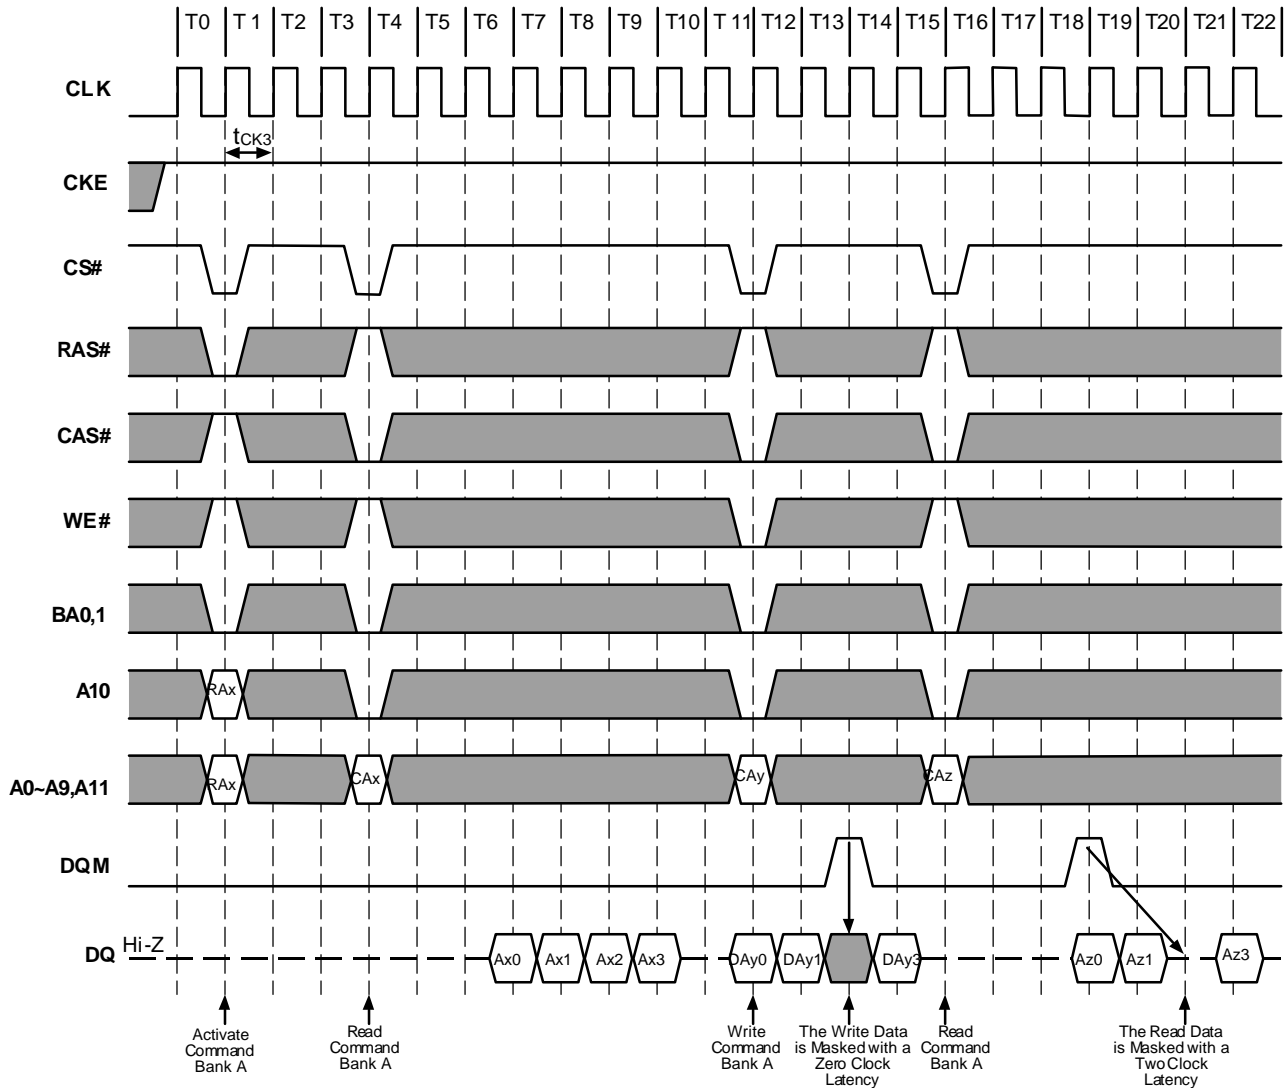 T0 T1 T2 T3 T4 T5 T6 T7 T8 T9 T10 T11 T12 T13 T14 T15 T16 T17 T18 T19 T20 T21 T22
CLK
tCK3
CKE
CS#
RAS#
CAS#
WE#
BA0,1
A10
RAx
A0~A9,A11
RAx CAx CAy CAz
DQM
DQ Hi-Z Ax0 Ax1 Ax2 Ax3 DAy0 DAy1 DAy3 Az0 Az1 Az3
Activate
Command
Bank A
Read
Command
Bank A
Write
Command
Bank A
The Write Data
is Masked with a
Zero Clock
Latency
Read
Command
Bank A
The Read Data
is Masked with a
Two Clock
Latency